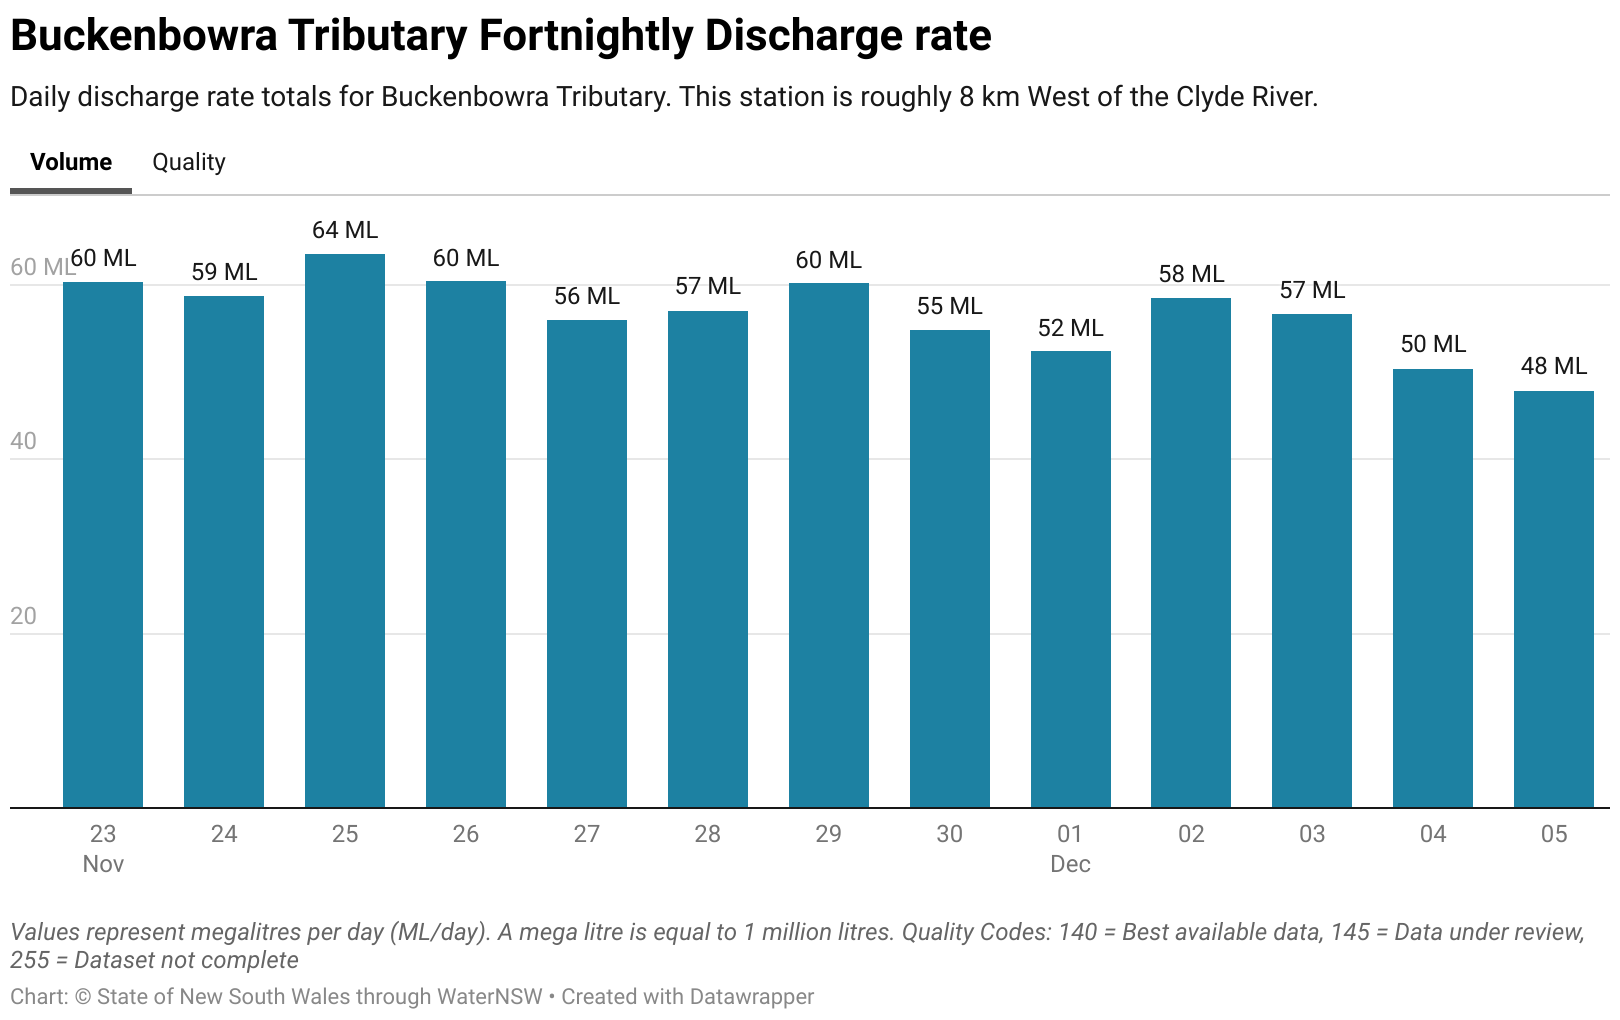 Buckenbowra Tributary Fortnightly Discharge rate
Daily discharge rate totals for Buckenbowra Tributary. This station is roughly 8 km West of the Clyde River.
Volume Quality
64 ML
60 ML 60 ML 59 ML 60 ML 56 ML 57 ML 60 ML 55 ML 52 ML 58 ML 57 ML 50 ML 48 ML
40
20
23 24 25 26 27 28 29 30 01 02 03 04 05
Nov Dec
Values represent megalitres per day (ML/day). A mega litre is equal to 1 million litres. Quality Codes: 140 = Best available data, 145 = Data under review,
255 = Dataset not complete
Chart: © State of New South Wales through WaterNSW • Created with Datawrapper